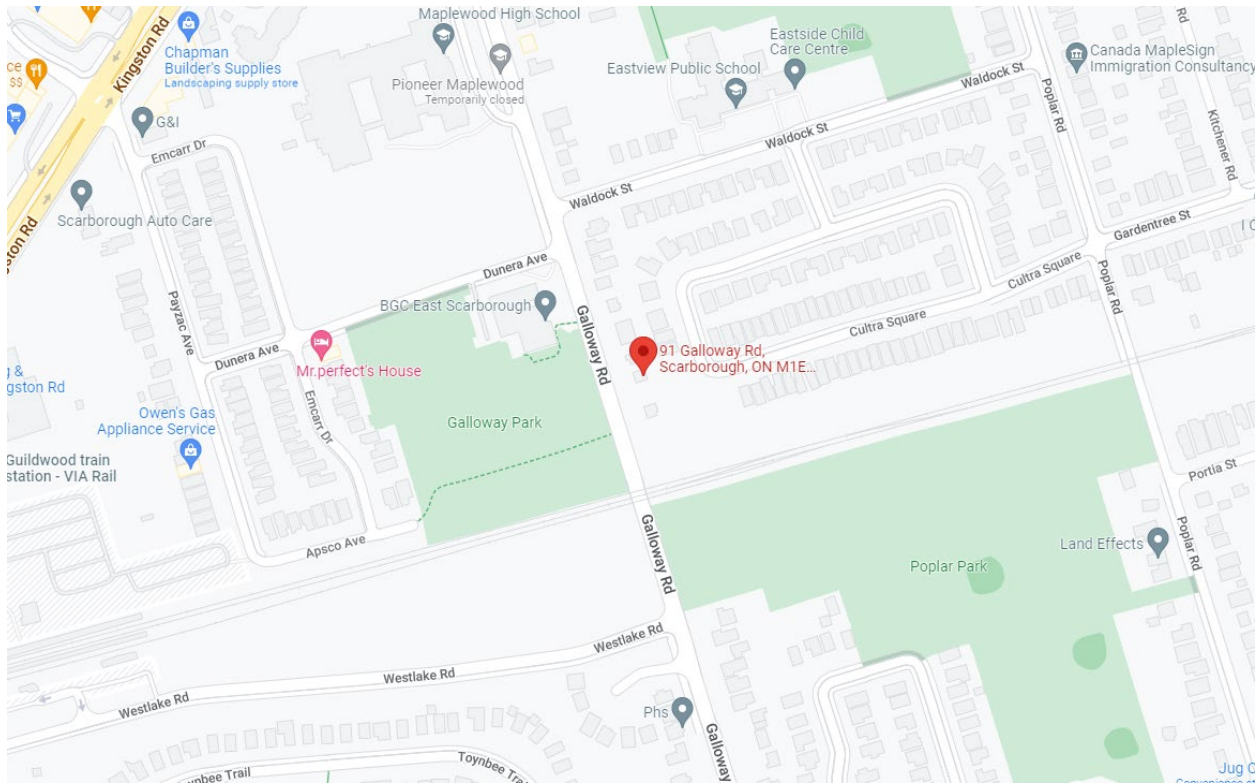 Kingston Rd
Chapman
Builder's Supplies
Landscaping supply store
Maplewood High School
Pioneer Maplewood
Temporarily closed
Eastside Child
Care Centre
Eastview Public School
Canada MapleSign
Immigration Consultancy
$$
G&I
Emcarr Dr
Waldock St
Waldock St
Waldock St
Poplar Rd
Kitchener Rd
Scarborough Auto Care
Gardentree St
Dunera Ave
BGC East Scarborough
Galloway Rd
Cultra Square
Cultra Square
Poplar Rd
Payzac Ave
Dunera Ave
Mr.perfect's House
91 Galloway Rd,
Scarborough, ON M1E...
Emcarr Dr
Owen's Gas
Appliance Service
Galloway Park
Guildwood train
station - VIA Rail
Portia St
Apsco Ave
Galloway Rd
Land Effects
Poplar Rd
Poplar Park
Westlake Rd
Westlake Rd
Westlake Rd
Phs
Galloway
Toynbee Trail